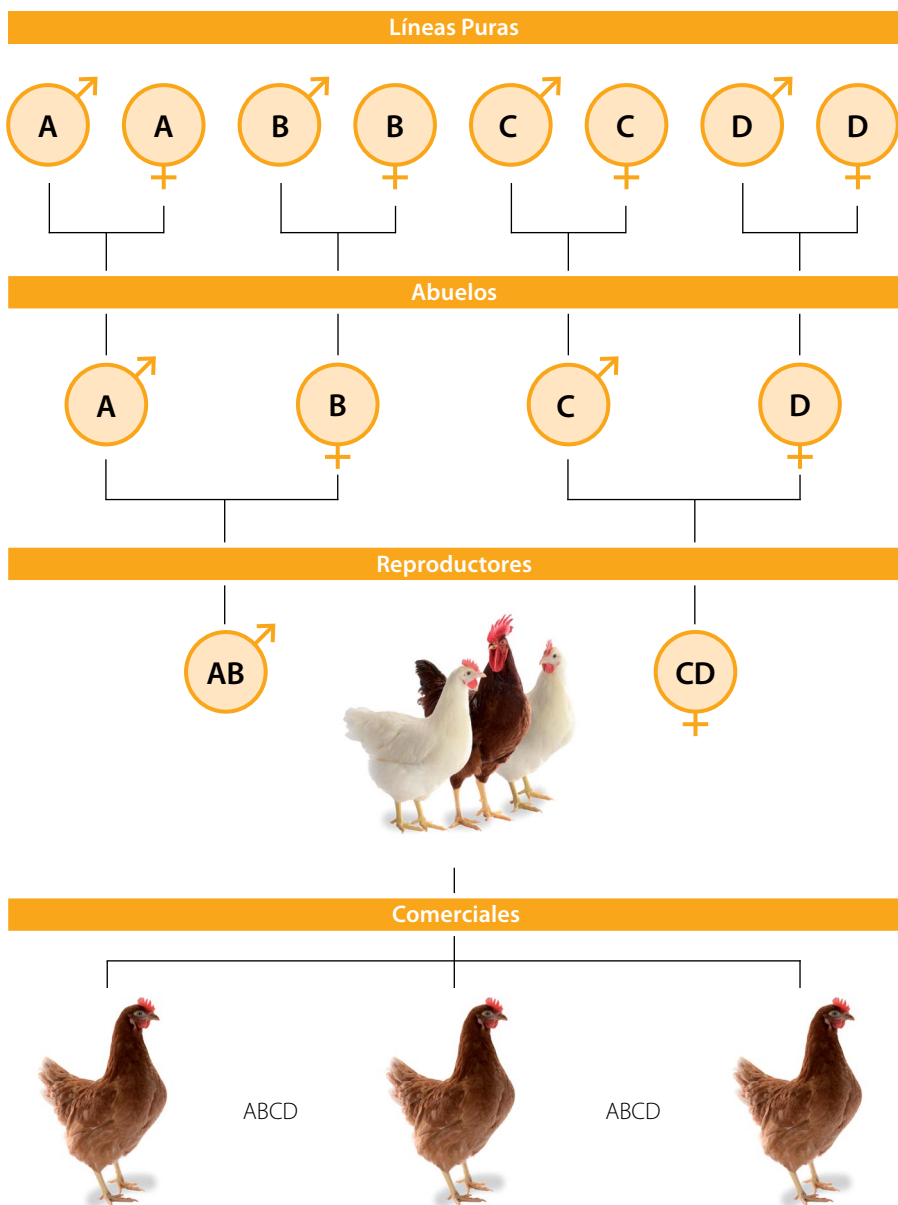 Líneas Puras
A A B B C C D D
Abuelos
A B C D
Reproductores
AB CD
Comerciales
ABCD ABCD